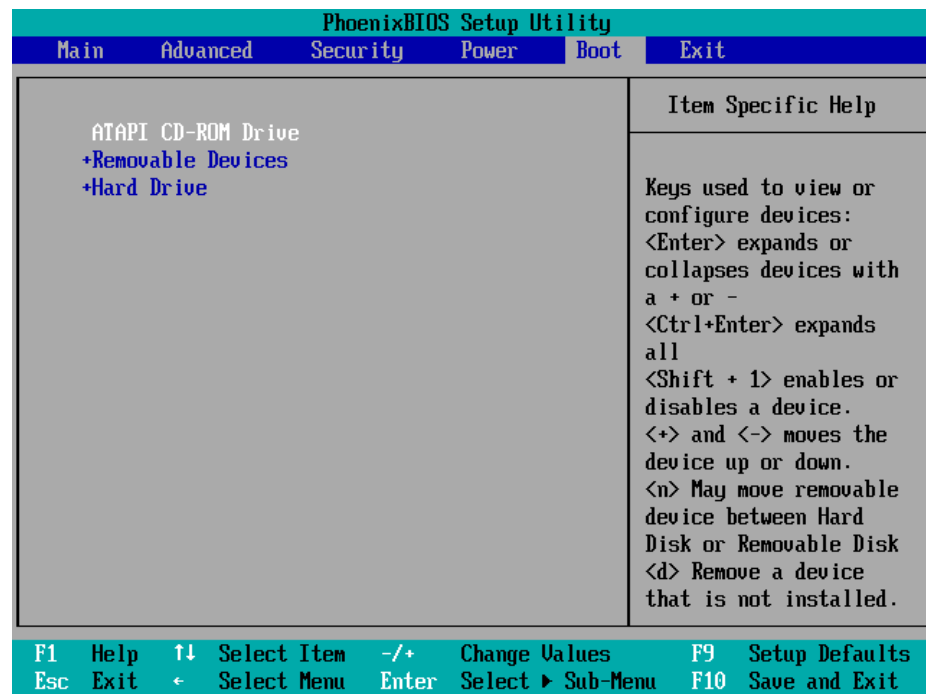 PhoenixBIOS Setup Utility
Main Advanced Security Power Boot Exit
ATAPI CD-ROM Drive
+Removable Devices
+Hard Drive
Item Specific Help
Keys used to view or
configure devices:
<Enter> expands or
collapses devices with
a + or -
<Ctrl+Enter> expands
all
<Shift + 1> enables or
disables a device.
<+> and <-> moves the
device up or down.
<n> May move removable
device between Hard
Disk or Removable Disk
<d> Remove a device
that is not installed.
F1 Help ↑↓ Select Item -/+ Change Values F9 Setup Defaults
Esc Exit ← Select Menu Enter Select ▶ Sub-Menu F10 Save and Exit